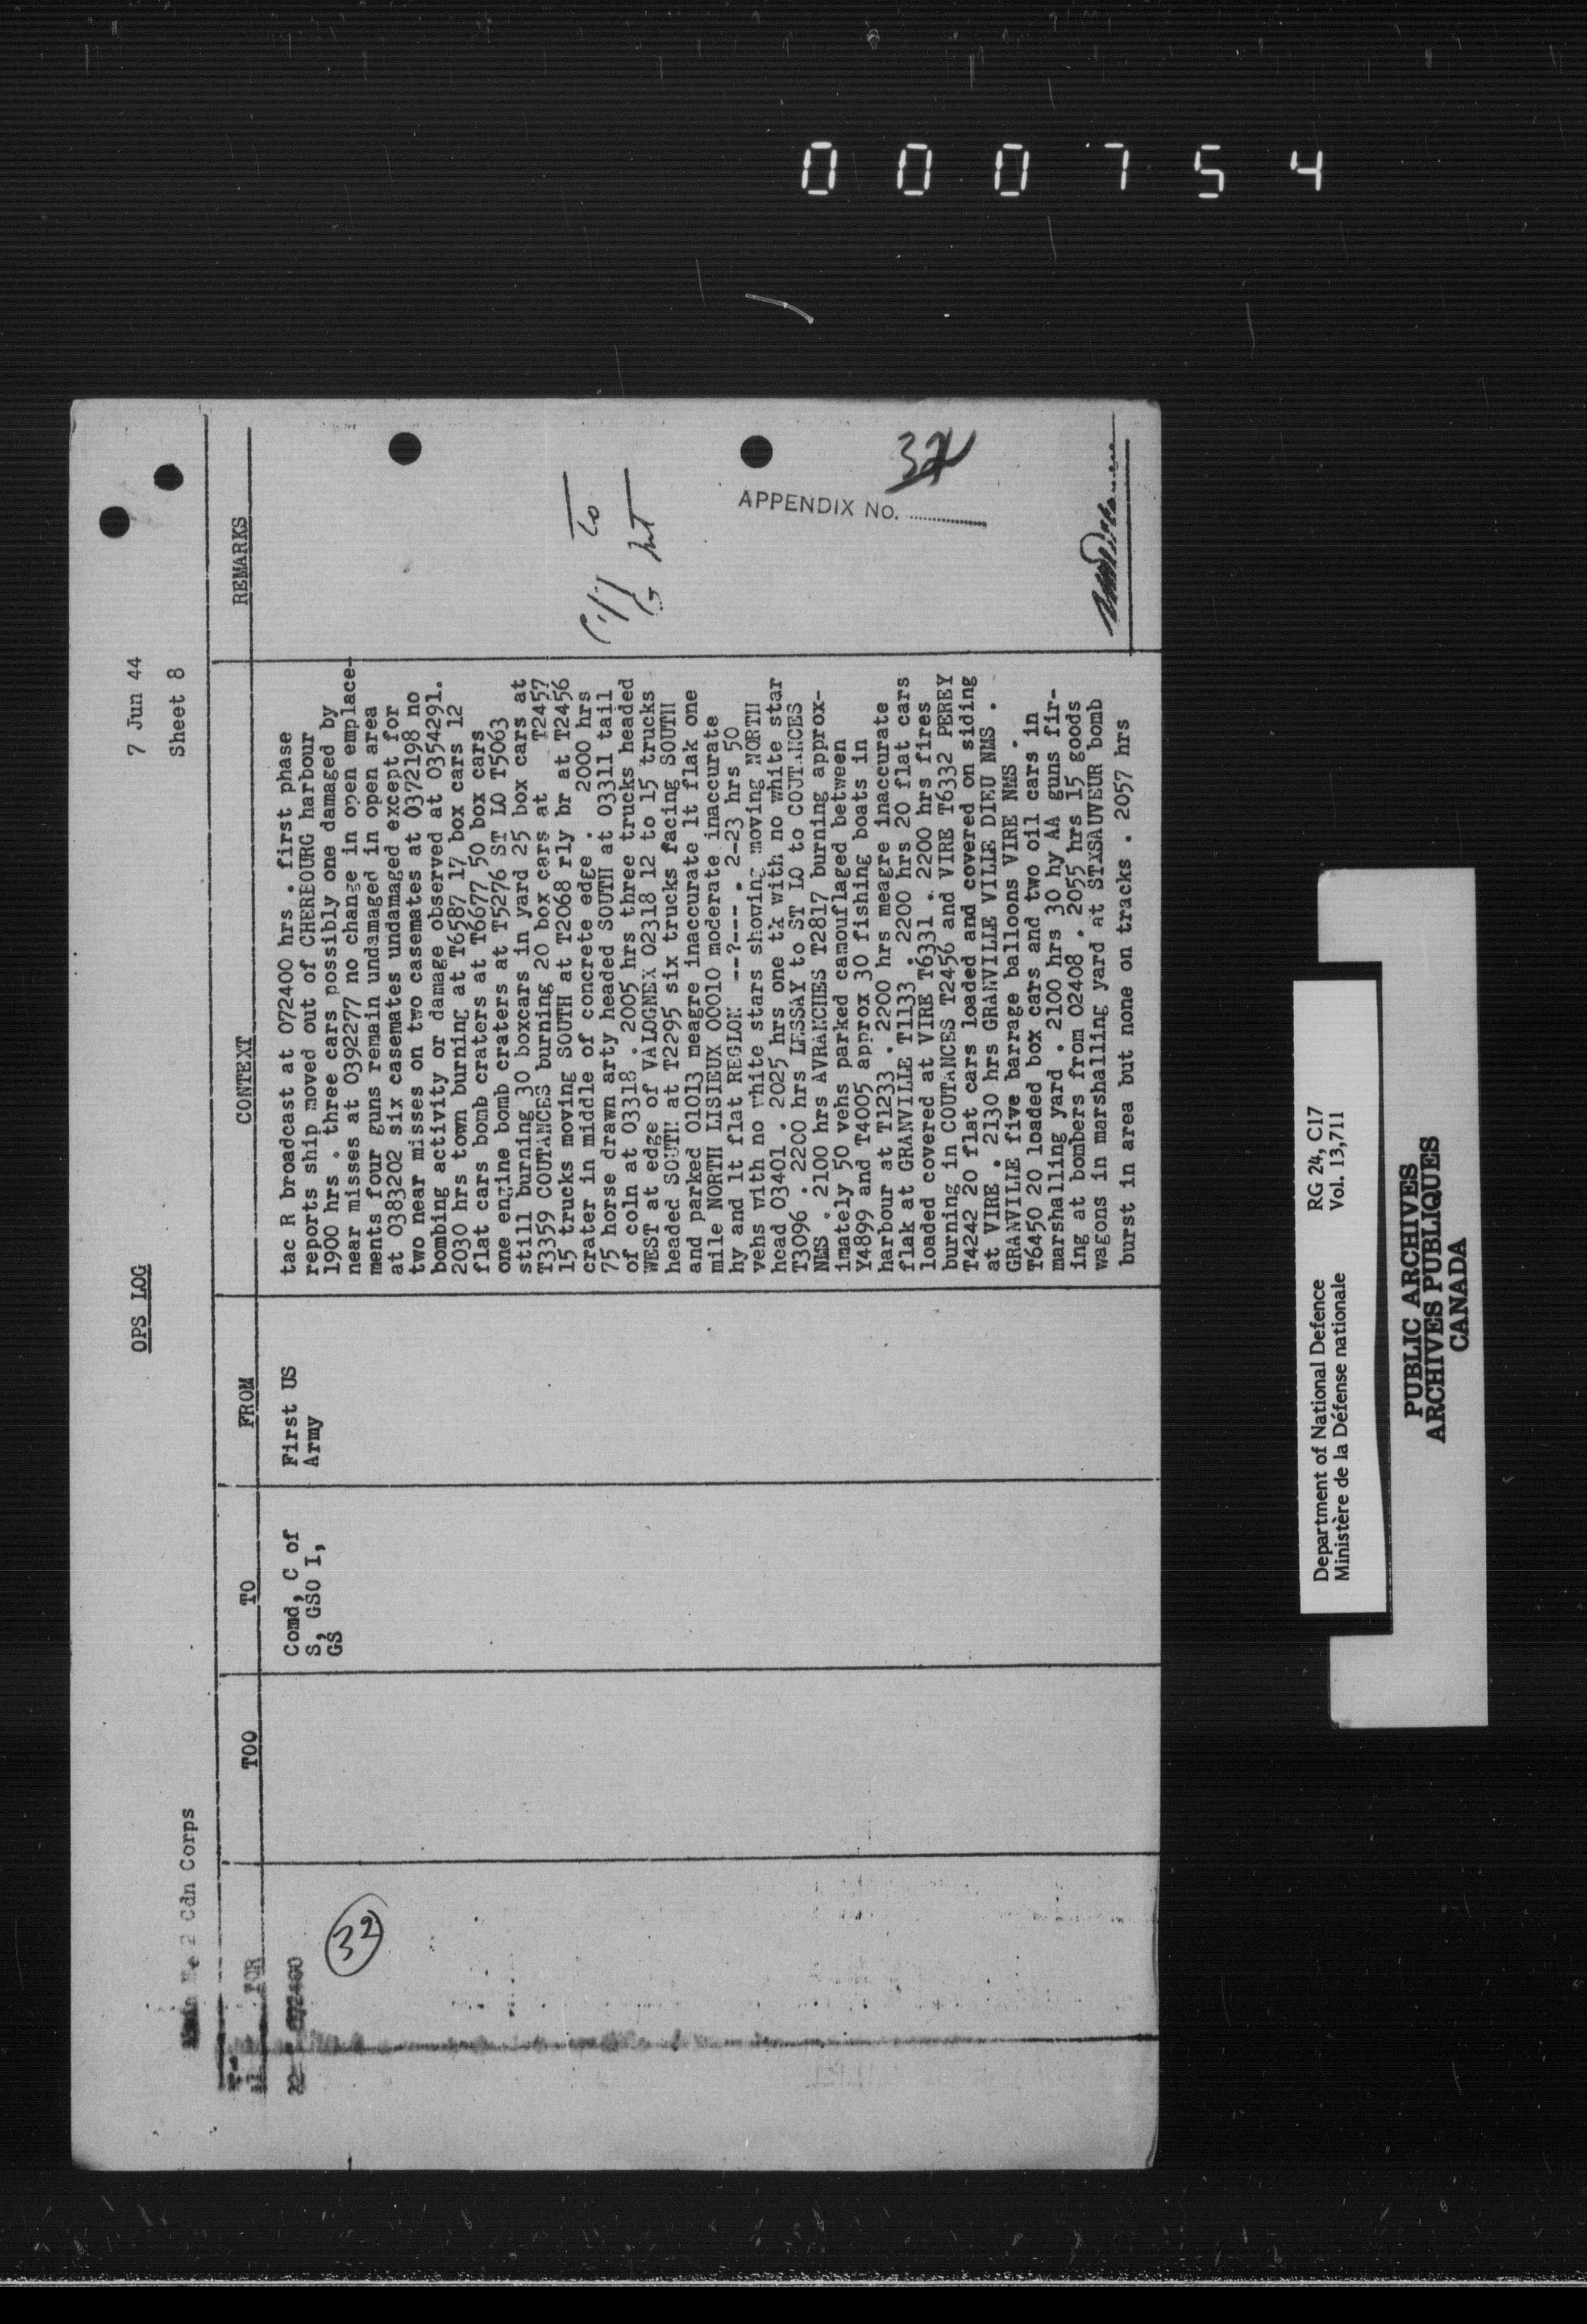 000754
OPS LOG
7 Jun 44
Sheet 8
2 Cdn Corps
TOR
TOO
TO
FROM
CONTEXT
REMARKS
Comd, C of
S, GSO I,
GS
First US
Army
tac R broadcast at 072400 hrs . first phase
reports ship moved out of CHERBOURG harbour
1900 hrs . three cars possibly one damaged by
near misses at 0392277 no change in open emplace-
ments four guns remain undamaged in open area
at 0383202 six casemates undamaged except for
two near misses on two casemates at 0372198 no
bombing activity or damage observed at 0354291.
2030 hrs town burning at T6587 17 box cars 12
flat cars bomb craters at T6677 50 box cars
one engine bomb craters at T5276 ST LO T5063
still burning 30 boxcars in yard 25 box cars at
T3359 COUTANCES burning 20 box cars at T2457
15 trucks moving SOUTH at T2068 rly br at T2456
crater in middle of concrete edge . 2000 hrs
75 horse drawn arty headed SOUTH at 03311 tail
of coln at 03318 . 2005 hrs three trucks headed
WEST at edge of VALOGNEX 02318 12 to 15 trucks
headed SOUTH at T2295 six trucks facing SOUTH
and parked 01013 meagre inaccurate lt flak one
mile NORTH LISIEUX 00010 moderate inaccurate
hy and lt flat REGLON --?--- . 2-23 hrs 50
vehs with no white stars showing moving NORTH
head 03401 . 2025 hrs one tk with no white star
T3096 . 2200 hrs LESSAY to ST LO to COUTANCES
NMS . 2100 hrs AVRANCHES T2817 burning approx-
imately 50 vehs parked camouflaged between
Y4899 and T4005 approx 30 fishing boats in
harbour at T1233 . 2200 hrs meagre inaccurate
flak at GRANVILLE T1133 . 2200 hrs 20 flat cars
loaded covered at VIRE T6331 . 2200 hrs fires
burning in COUTANCES T2456 and VIRE T6332 PEREY
T4242 20 flat cars loaded and covered on siding
at VIRE . 2130 hrs GRANVILLE VILLE DIEU NMS .
GRANVILLE five barrage balloons VIRE NMS .
T6450 20 loaded box cars and two oil cars in
marshalling yard . 2100 hrs 30 hy AA guns fir-
ing at bombers from 02408 . 2055 hrs 15 goods
wagons in marshalling yard at STXSAUVEUR bomb
burst in area but none on tracks . 2057 hrs
32
APPENDIX No.
32
Department of National Defence
Ministère de la Défense nationale
RG 24, C17
Vol. 13,711
PUBLIC ARCHIVES
ARCHIVES PUBLIQUES
CANADA